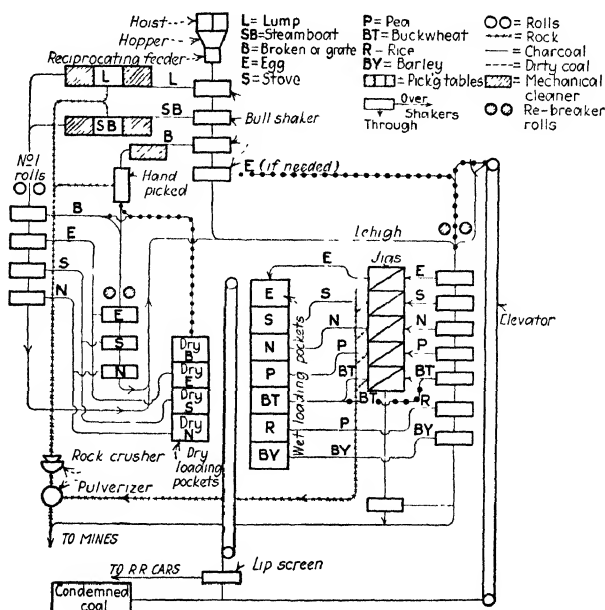 Hoist
Hopper
Reciprocating feeder
L = Lump
SB = Steamboat
B = Broken or grate
E = Egg
S = Stove
P = Pea
BT = Buckwheat
R - Rice
BY = Barley
= Pick'g tables
Over
Shakers
Through
= Rolls
= Rock
= Charcoal
= Dirty coal
= Mechanical
cleaner
Re-breaker
rolls
L
L
SB
SB
Bull shaker
B
E (if needed)
Hand
picked
No1
rolls
B
E
S
N
E
S
N
Lehigh
Jigs
Elevator
E
S
N
P
BT
R
BY
Wet loading pockets
E
S
N
P
BT
BT
P
BY
E
S
N
P
BT
R
Dry
B
Dry
E
Dry
S
Dry
N
Dry
loading
pockets
Rock crusher
Pulverizer
TO MINES
TO R R CARS
Lip screen
Condemned
coal